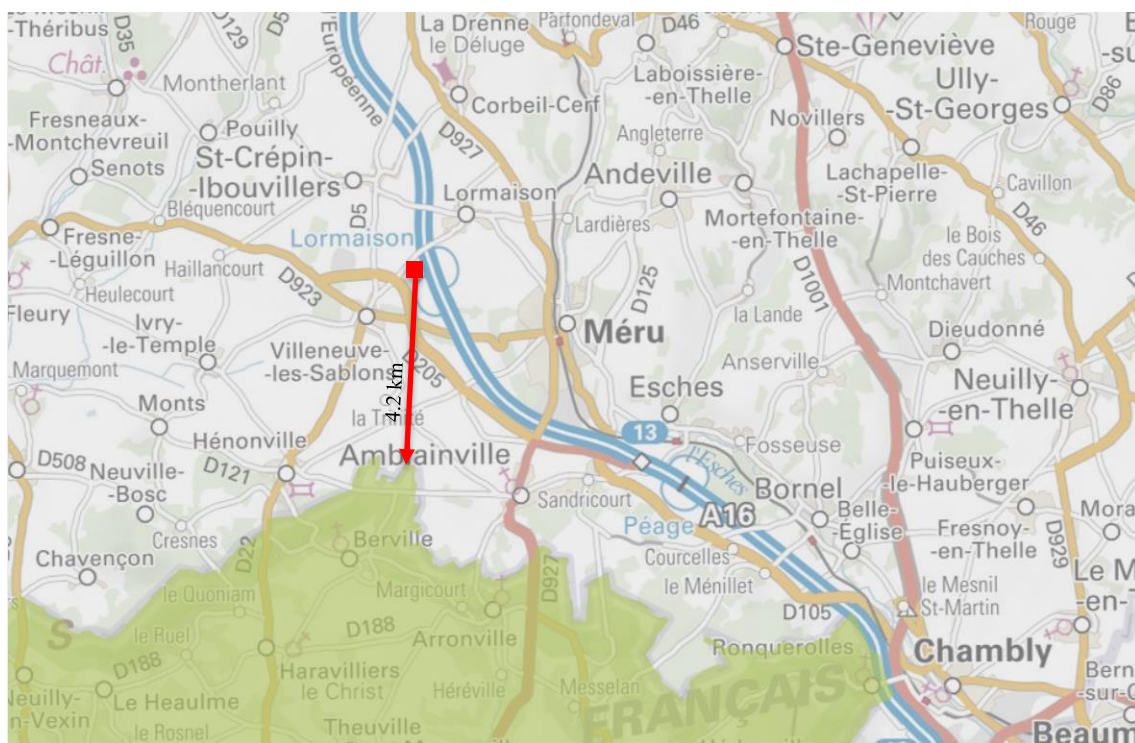 -Théribus
D35
D129
l'Européenne
La Drenne
le Déluge
Parfondeval
D46
Ste-Geneviève
Rouge
Chât.
Montherlant
Corbeil-Cerf
Laboissière-
-en-Thelle
Ully-
-St-Georges
D86
Fresneaux-
-Montchevreuil
Pouilly
D927
Angleterre
Novillers
Senots
St-Crépin-
-Ibouvillers
Lormaison
Andeville
Lachapelle-
-St-Pierre
Cavillon
Bléquencourt
D5
Lardières
Mortefontaine-
-en-Thelle
D46
Fresne-
-Léguillon
Haillancourt
Lormaison
le Bois
des Cauches
Heulecourt
D923
D125
D1001
Montchavert
Fleury
Ivry-
-le-Temple
Méru
la Lande
Dieudonné
Villeneuve-
-les-Sablons
D205
Anserville
Marquemont
Esches
Neuilly-
-en-Thelle
Monts
4.2 km
la Trinité
13
Fosseuse
Hénonville
Amblainville
D508
D121
Neuville-
-Bosc
Sandricourt
l'Esches
Bornel
Puiseux-
-le-Hauberger
Péage
A16
Belle-
-Église
Fresnoy-
-en-Thelle
Mora
Cresnes
D22
Berville
D927
Courcelles
D929
Chavençon
le Ménillet
le Quoniam
Margicourt
le Mesnil
St-Martin
Le M
-en-
S
le Ruel
D188
Arronville
D105
Ronquerolles
D188
Haravilliers
Chambly
Neuilly-
-en-Vexin
Le Heaulme
le Christ
Héréville
Messelan
FRANÇAIS
Bern
-sur-O
le Rosnel
Theuville
Beaum